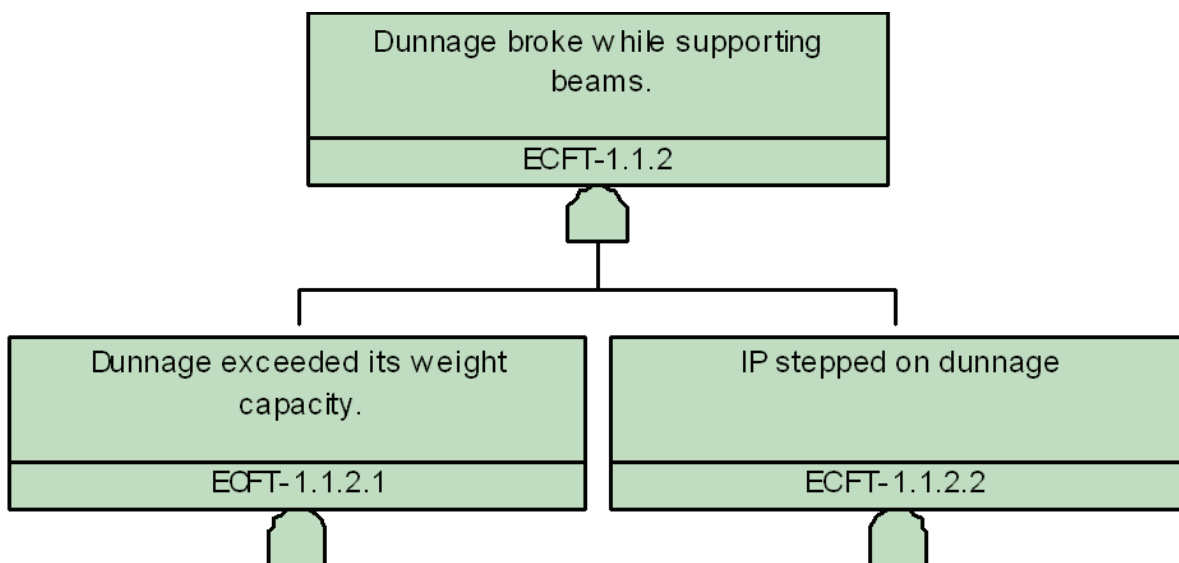 Dunnage broke while supporting
beams.
ECFT-1.1.2
Dunnage exceeded its weight
capacity.
ECFT-1.1.2.1
IP stepped on dunnage
ECFT-1.1.2.2